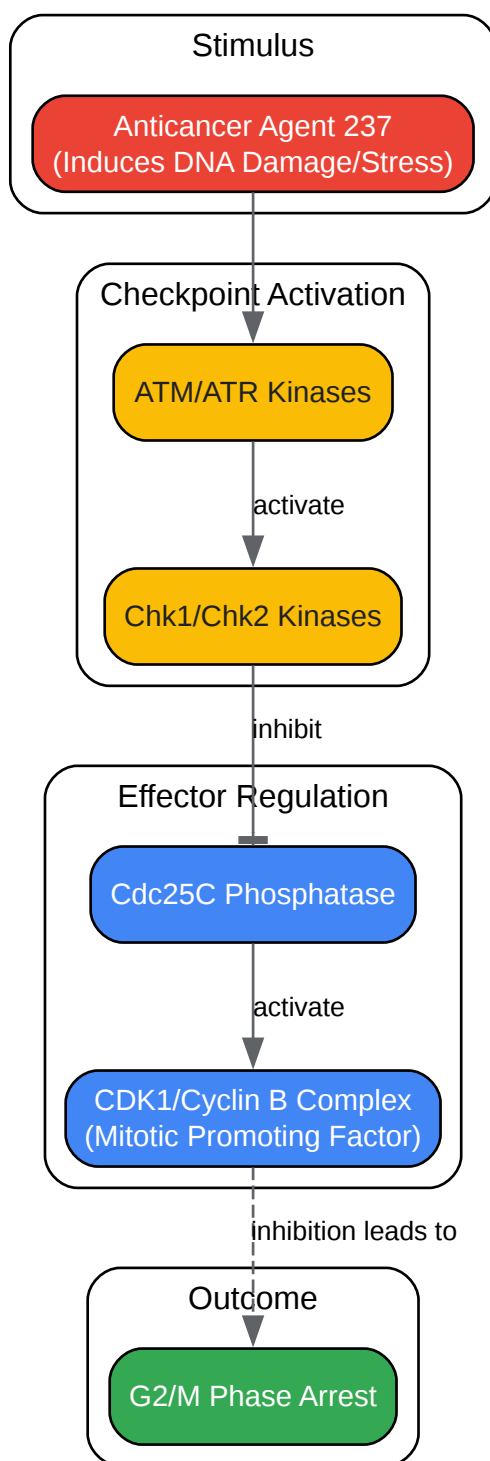 Stimulus
Anticancer Agent 237
(Induces DNA Damage/Stress)
Checkpoint Activation
ATM/ATR Kinases
activate
Chk1/Chk2 Kinases
inhibit
Effector Regulation
Cdc25C Phosphatase
activate
CDK1/Cyclin B Complex
(Mitotic Promoting Factor)
inhibition leads to
Outcome
G2/M Phase Arrest